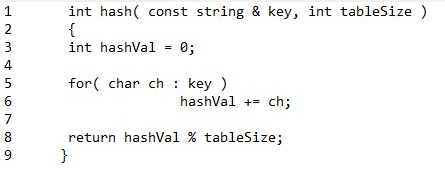 1 int hash( const string & key, int tableSize )
2 {
3 int hashVal = 0;
4
5 for( char ch : key )
6 hashVal += ch;
7
8 return hashVal % tableSize;
9 }